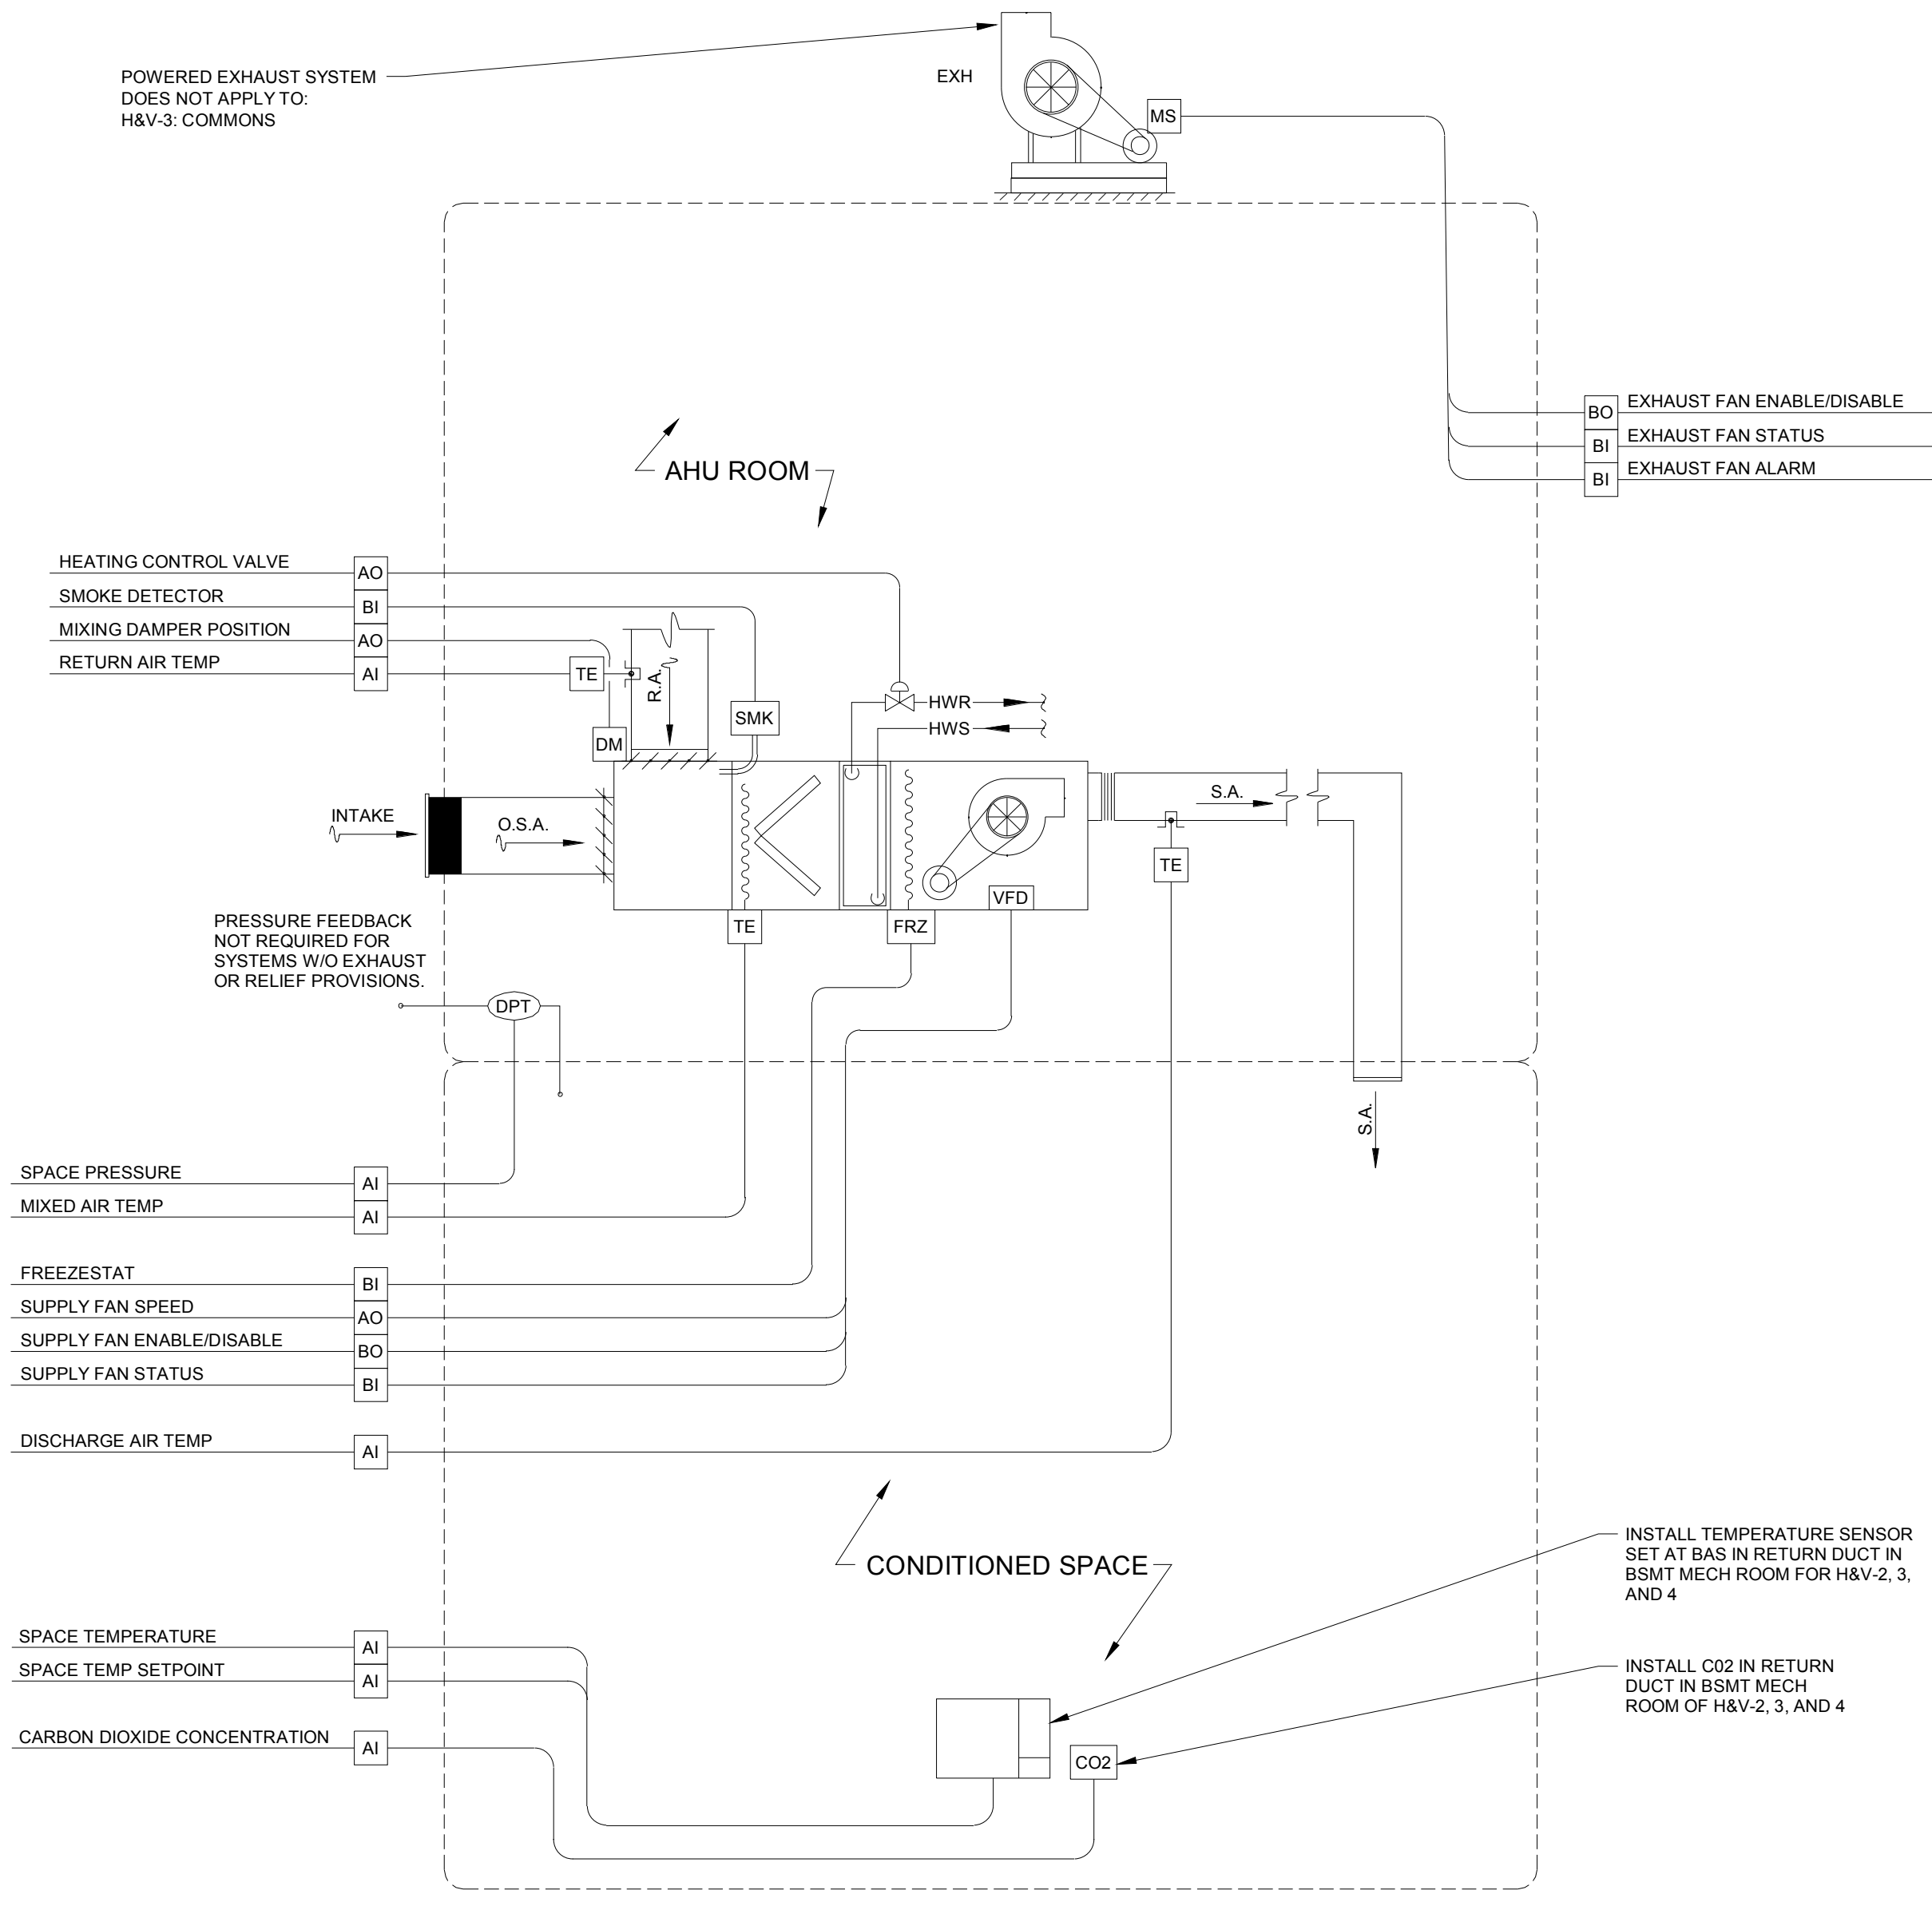 POWERED EXHAUST SYSTEM
DOES NOT APPLY TO:
H&V-3: COMMONS
EXH
MS
BO EXHAUST FAN ENABLE/DISABLE
BI EXHAUST FAN STATUS
BI EXHAUST FAN ALARM
AHU ROOM
HEATING CONTROL VALVE AO
SMOKE DETECTOR BI
MIXING DAMPER POSITION AO
RETURN AIR TEMP AI
TE
R.A.
DM
SMK
HWR
HWS
INTAKE
O.S.A.
S.A.
TE
TE
FRZ
VFD
PRESSURE FEEDBACK
NOT REQUIRED FOR
SYSTEMS W/O EXHAUST
OR RELIEF PROVISIONS.
DPT
S.A.
SPACE PRESSURE AI
MIXED AIR TEMP AI
FREEZESTAT BI
SUPPLY FAN SPEED AO
SUPPLY FAN ENABLE/DISABLE BO
SUPPLY FAN STATUS BI
DISCHARGE AIR TEMP AI
CONDITIONED SPACE
INSTALL TEMPERATURE SENSOR
SET AT BAS IN RETURN DUCT IN
BSMT MECH ROOM FOR H&V-2, 3,
AND 4
SPACE TEMPERATURE AI
SPACE TEMP SETPOINT AI
INSTALL C02 IN RETURN
DUCT IN BSMT MECH
ROOM OF H&V-2, 3, AND 4
CARBON DIOXIDE CONCENTRATION AI
CO2